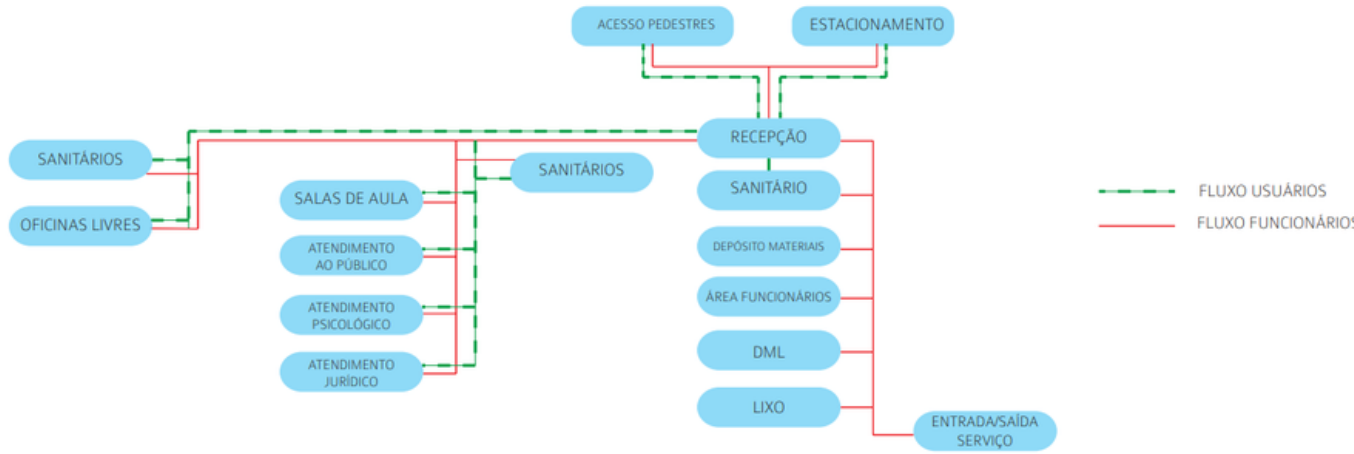 ACESSO PEDESTRES
ESTACIONAMENTO
RECEPÇÃO
SANITÁRIOS
SANITÁRIOS
SANITÁRIO
SALAS DE AULA
OFICINAS LIVRES
FLUXO USUÁRIOS
FLUXO FUNCIONÁRIOS
ATENDIMENTO
AO PÚBLICO
DEPÓSITO MATERIAIS
ÁREA FUNCIONÁRIOS
ATENDIMENTO
PSICOLÓGICO
DML
ATENDIMENTO
JURÍDICO
LIXO
ENTRADA/SAÍDA
SERVIÇO